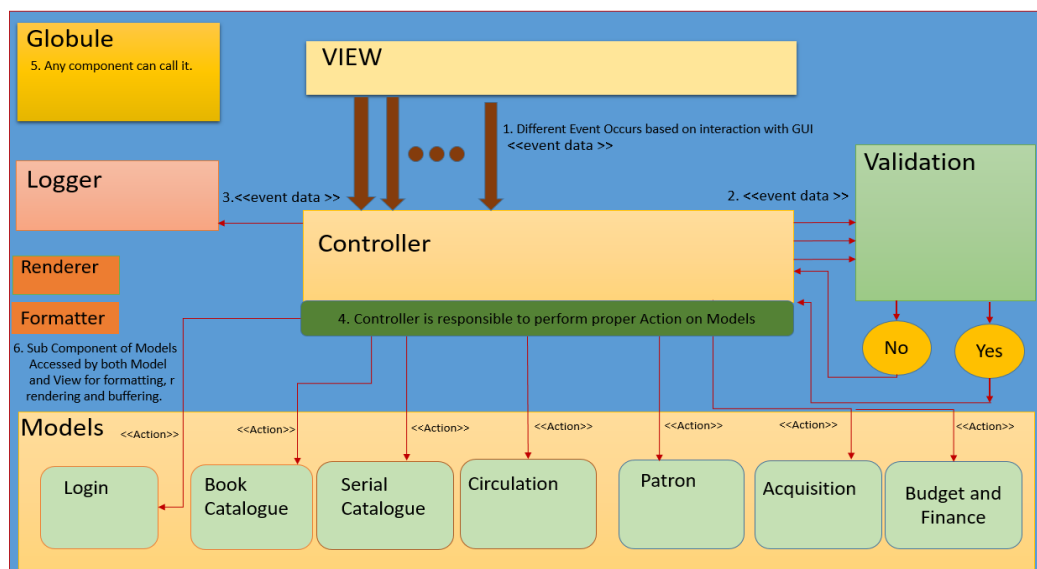 Globule
5. Any component can call it.
VIEW
1. Different Event Occurs based on interaction with GUI
<<event data >>
Logger
3.<<event data >>
2. <<event data >>
Validation
Controller
Renderer
Formatter
4. Controller is responsible to perform proper Action on Models
No
Yes
6. Sub Component of Models
Accessed by both Model
and View for formatting, r
rendering and buffering.
Models
<<Action>>
<<Action>>
<<Action>>
<<Action>>
<<Action>>
<<Action>>
<<Action>>
Login
Book
Catalogue
Serial
Catalogue
Circulation
Patron
Acquisition
Budget and
Finance